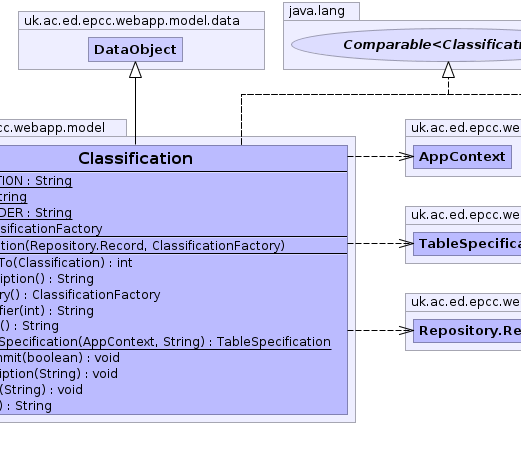 uk.ac.ed.epcc.webapp.model.data
DataObject
java.lang
Comparable<Classificati
cc.webapp.model
Classification
TION : String
tring
DER : String
ssificationFactory
tion(Repository.Record, ClassificationFactory)
To(Classification) : int
iption() : String
ry() : ClassificationFactory
fier(int) : String
() : String
Specification(AppContext, String) : TableSpecification
mmit(boolean) : void
iption(String) : void
(String) : void
) : String
uk.ac.ed.epcc.we
AppContext
uk.ac.ed.epcc.we
TableSpecifica
uk.ac.ed.epcc.we
Repository.Re